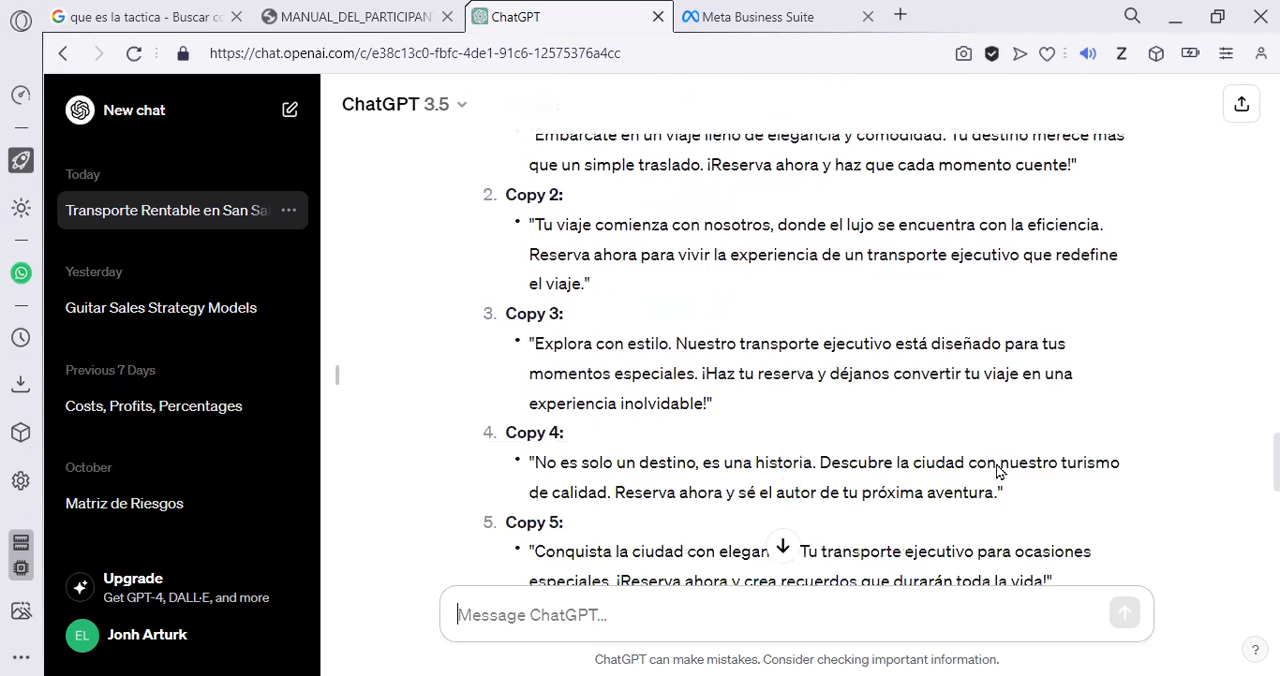 que es la tactica - Buscar co
MANUAL_DEL_PARTICIPAN
ChatGPT
Meta Business Suite
https://chat.openai.com/c/e38c13c0-fbfc-4de1-91c6-12575376a4cc
Z
New chat
Today
Transporte Rentable en San Sa
Yesterday
Guitar Sales Strategy Models
Previous 7 Days
Costs, Profits, Percentages
October
Matriz de Riesgos
Upgrade
Get GPT-4, DALL·E, and more
EL
Jonh Arturk
ChatGPT 3.5
"Embárcate en un viaje lleno de elegancia y comodidad. Tu destino merece más
que un simple traslado. ¡Reserva ahora y haz que cada momento cuente!"
2. Copy 2:
• "Tu viaje comienza con nosotros, donde el lujo se encuentra con la eficiencia.
Reserva ahora para vivir la experiencia de un transporte ejecutivo que redefine
el viaje."
3. Copy 3:
• "Explora con estilo. Nuestro transporte ejecutivo está diseñado para tus
momentos especiales. ¡Haz tu reserva y déjanos convertir tu viaje en una
experiencia inolvidable!"
4. Copy 4:
• "No es solo un destino, es una historia. Descubre la ciudad con nuestro turismo
de calidad. Reserva ahora y sé el autor de tu próxima aventura."
5. Copy 5:
• "Conquista la ciudad con elegan Tu transporte ejecutivo para ocasiones
especiales. ¡Reserva ahora y crea recuerdos que durarán toda la vida!"
Message ChatGPT...
ChatGPT can make mistakes. Consider checking important information.
?